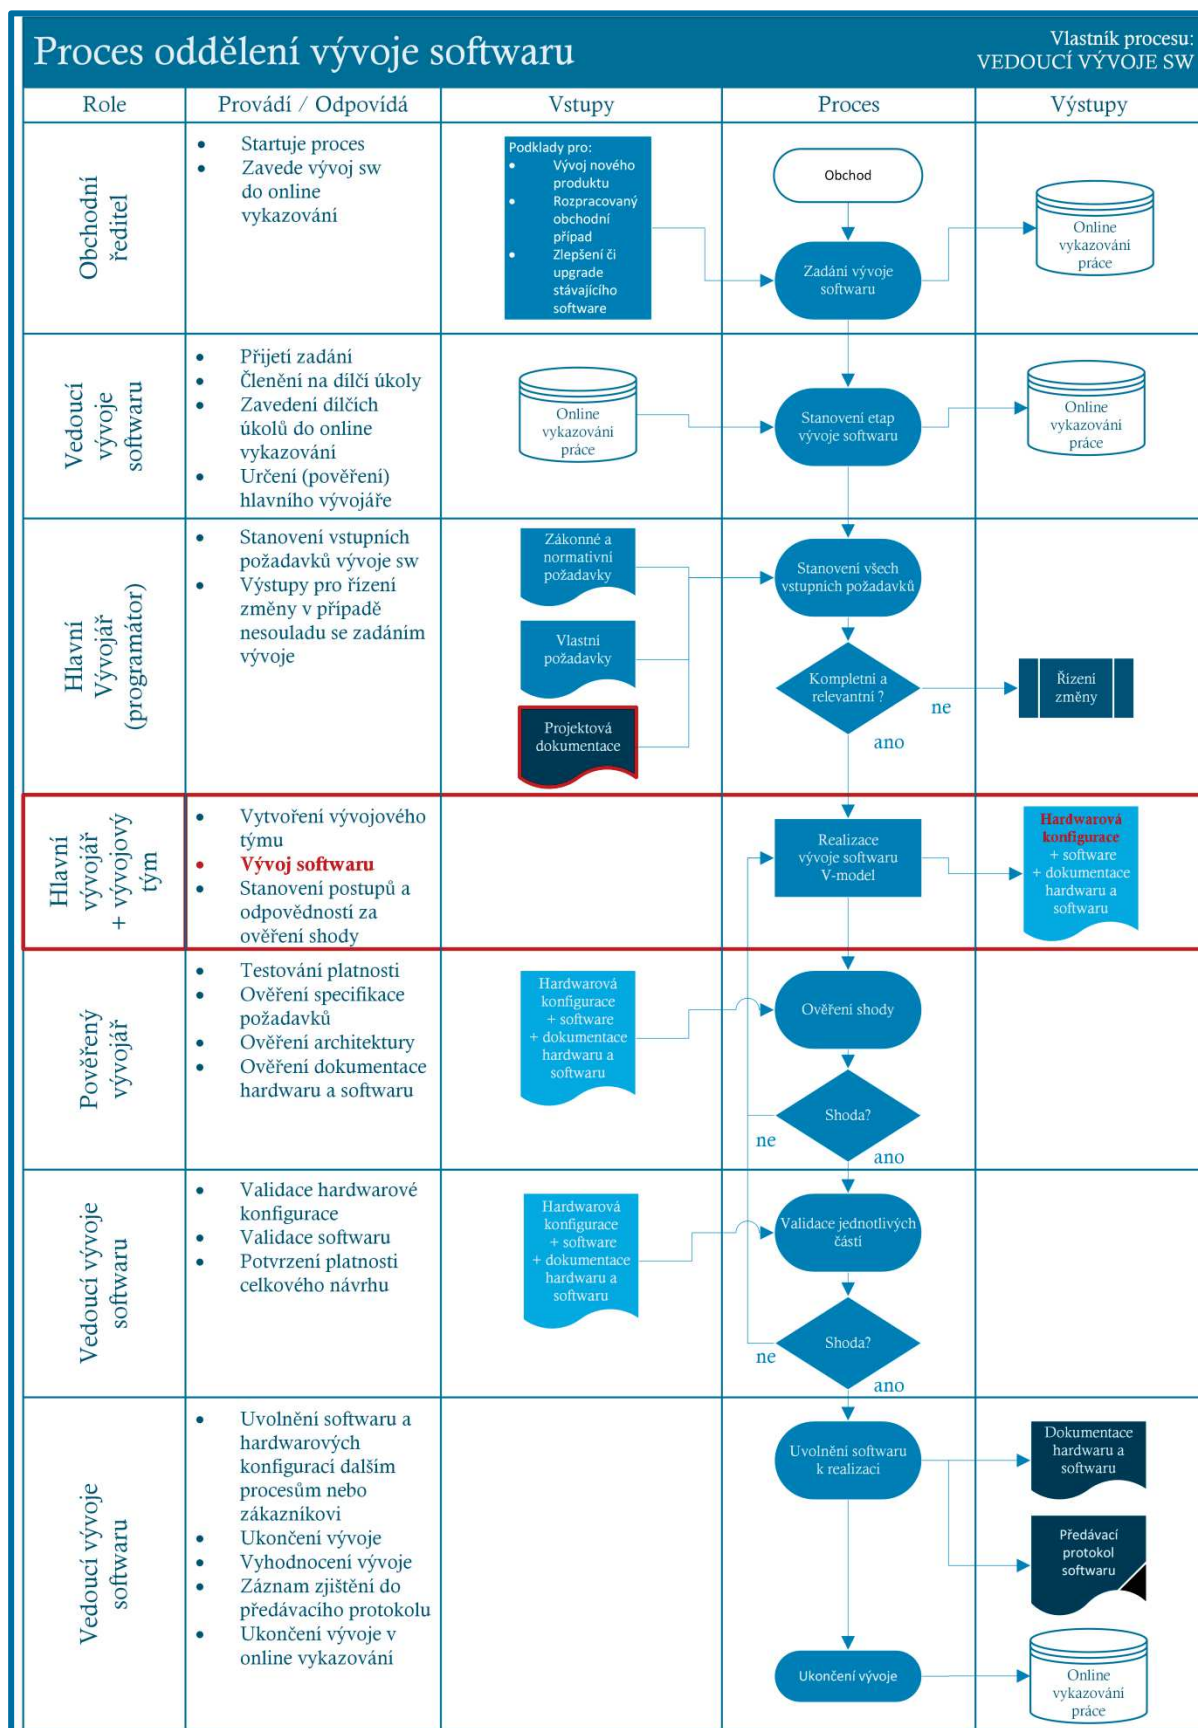 Proces oddělení vývoje softwaru
Vlastník procesu:
VEDOUCÍ VÝVOJE SW
Role
Provádí / Odpovídá
Vstupy
Proces
Výstupy
Obchodní
ředitel
• Startuje proces
• Zavede vývoj sw
do online
vykazování
Podklady pro:
• Vývoj nového
produktu
• Rozpracovaný
obchodní
případ
• Zlepšení či
upgrade
stávajícího
software
Obchod
Zadání vývoje
softwaru
Online
vykazování
práce
Vedoucí
vývoje
softwaru
• Přijetí zadání
• Členění na dílčí úkoly
• Zavedení dílčích
úkolů do online
vykazování
• Určení (pověření)
hlavního vývojáře
Online
vykazování
práce
Stanovení etap
vývoje softwaru
Online
vykazování
práce
Hlavní
Vývojář
(programátor)
• Stanovení vstupních
požadavků vývoje sw
• Výstupy pro řízení
změny v případě
nesouladu se zadáním
vývoje
Zákonné a
normativní
požadavky
Vlastní
požadavky
Projektová
dokumentace
Stanovení všech
vstupních požadavků
Kompletni a
relevantní ?
ne
ano
Řízení
změny
Hlavní
vývojář
+ vývojový
tým
• Vytvoření vývojového
týmu
• Vývoj softwaru
• Stanovení postupů a
odpovědností za
ověření shody
Realizace
vývoje softwaru
V-model
Hardwarová
konfigurace
+ software
+ dokumentace
hardwaru a
softwaru
Pověřený
vývojář
• Testování platnosti
• Ověření specifikace
požadavků
• Ověření architektury
• Ověření dokumentace
hardwaru a softwaru
Hardwarová
konfigurace
+ software
+ dokumentace
hardwaru a
softwaru
Ověření shody
Shoda?
ne
ano
Vedoucí vývoje
softwaru
• Validace hardwarové
konfigurace
• Validace softwaru
• Potvrzení platnosti
celkového návrhu
Hardwarová
konfigurace
+ software
+ dokumentace
hardwaru a
softwaru
Validace jednotlivých
částí
Shoda?
ne
ano
Vedoucí vývoje
softwaru
• Uvolnění softwaru a
hardwarových
konfigurací dalším
procesům nebo
zákazníkovi
• Ukončení vývoje
• Vyhodnocení vývoje
• Záznam zjištění do
předávacího protokolu
• Ukončení vývoje v
online vykazování
Uvolnění softwaru
k realizaci
Dokumentace
hardwaru a
softwaru
Předávací
protokol
softwaru
Ukončení vývoje
Online
vykazování
práce